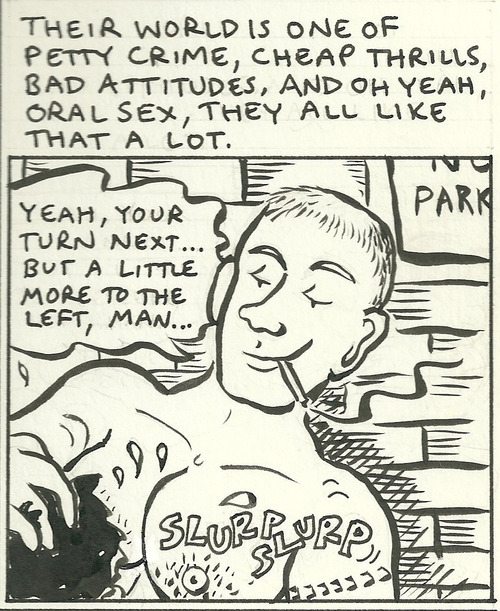 THEIR WORLD IS ONE OF
PETTY CRIME, CHEAP THRILLS,
BAD ATTITUDES, AND OH YEAH,
ORAL SEX, THEY ALL LIKE
THAT A LOT.
NO
PARK
YEAH, YOUR
TURN NEXT...
BUT A LITTLE
MORE TO THE
LEFT, MAN...
SLURP
SLURP